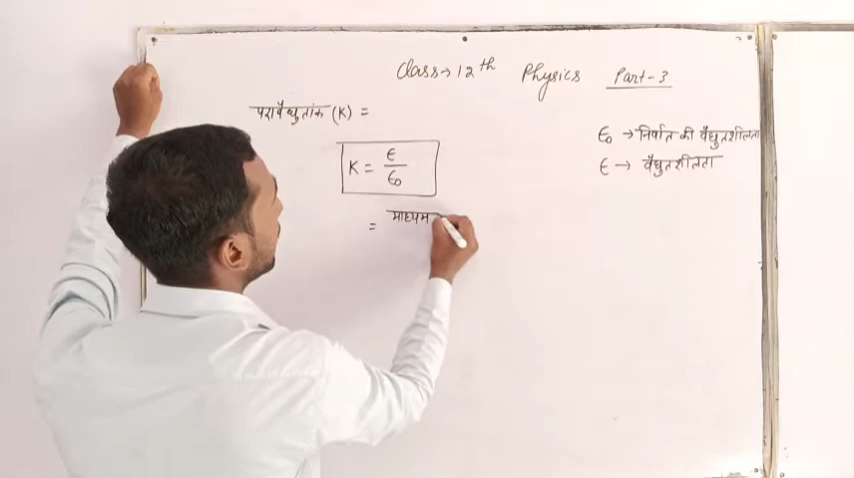 Class → 12th Physics Part-3
परावैद्युतांक (K) =
ϵ₀ → निर्वात की वैद्युतशीलता
K = ϵ / ϵ₀
ϵ → वैद्युतशीलता
= माध्यम